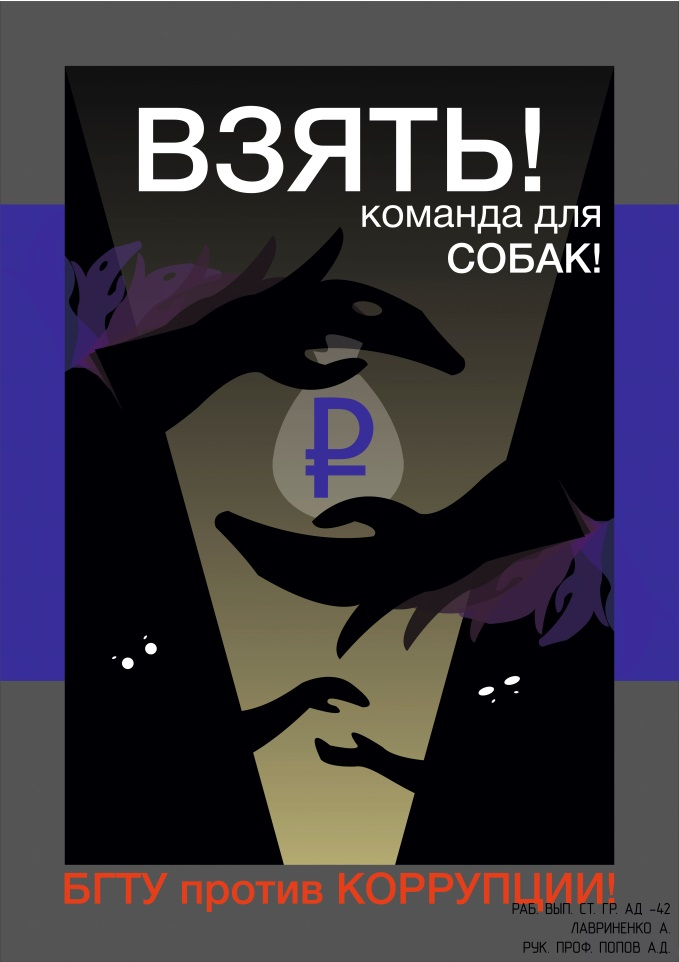 ВЗЯТЬ!
команда для
СОБАК!
₽
БГТУ против КОРРУПЦИИ!
РАБ. ВЫП. СТ. ГР. АД -42
ЛАВРИНЕНКО А.
РУК. ПРОФ. ПОПОВ А.Д.